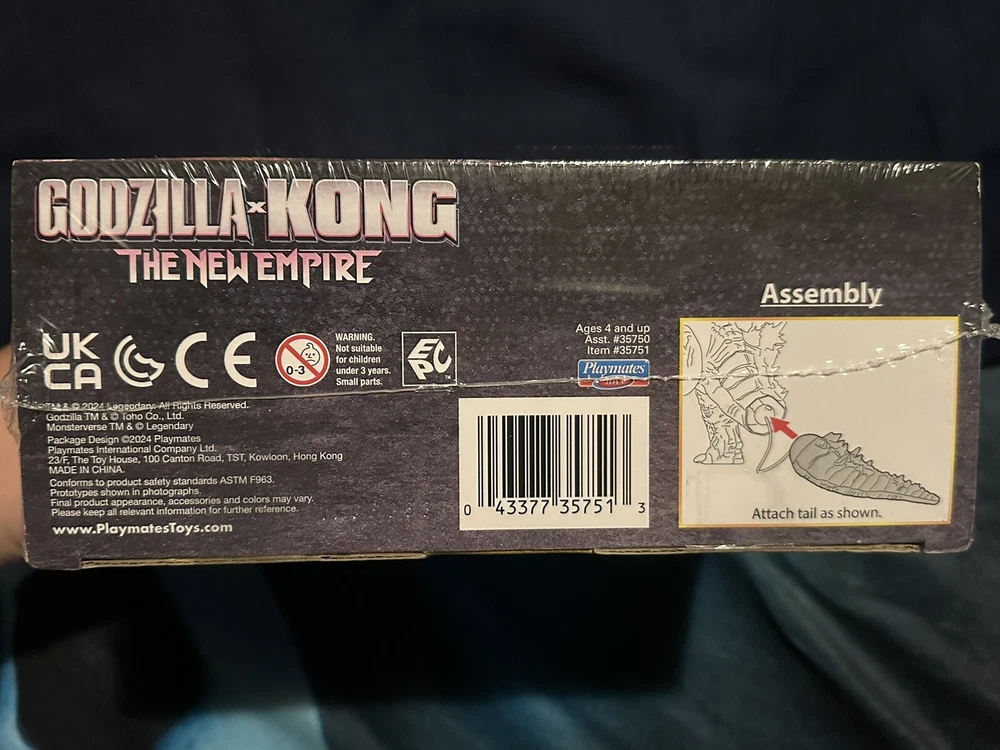 GODZILLA x KONG
THE NEW EMPIRE
UK
CA
CE
0-3
WARNING.
Not suitable
for children
under 3 years.
Small parts.
EPC
TM
Ages 4 and up
Asst. #35750
Item #35751
Playmates
TOYS
TM & © 2024 Legendary. All Rights Reserved.
Godzilla TM & © Toho Co., Ltd.
Monsterverse TM & © Legendary
Package Design ©2024 Playmates
Playmates International Company Ltd.
23/F, The Toy House, 100 Canton Road, TST, Kowloon, Hong Kong
MADE IN CHINA.
Conforms to product safety standards ASTM F963.
Prototypes shown in photographs.
Final product appearance, accessories and colors may vary.
Please keep all relevant information for further reference.
www.PlaymatesToys.com
0 43377 35751 3
Assembly
Attach tail as shown.